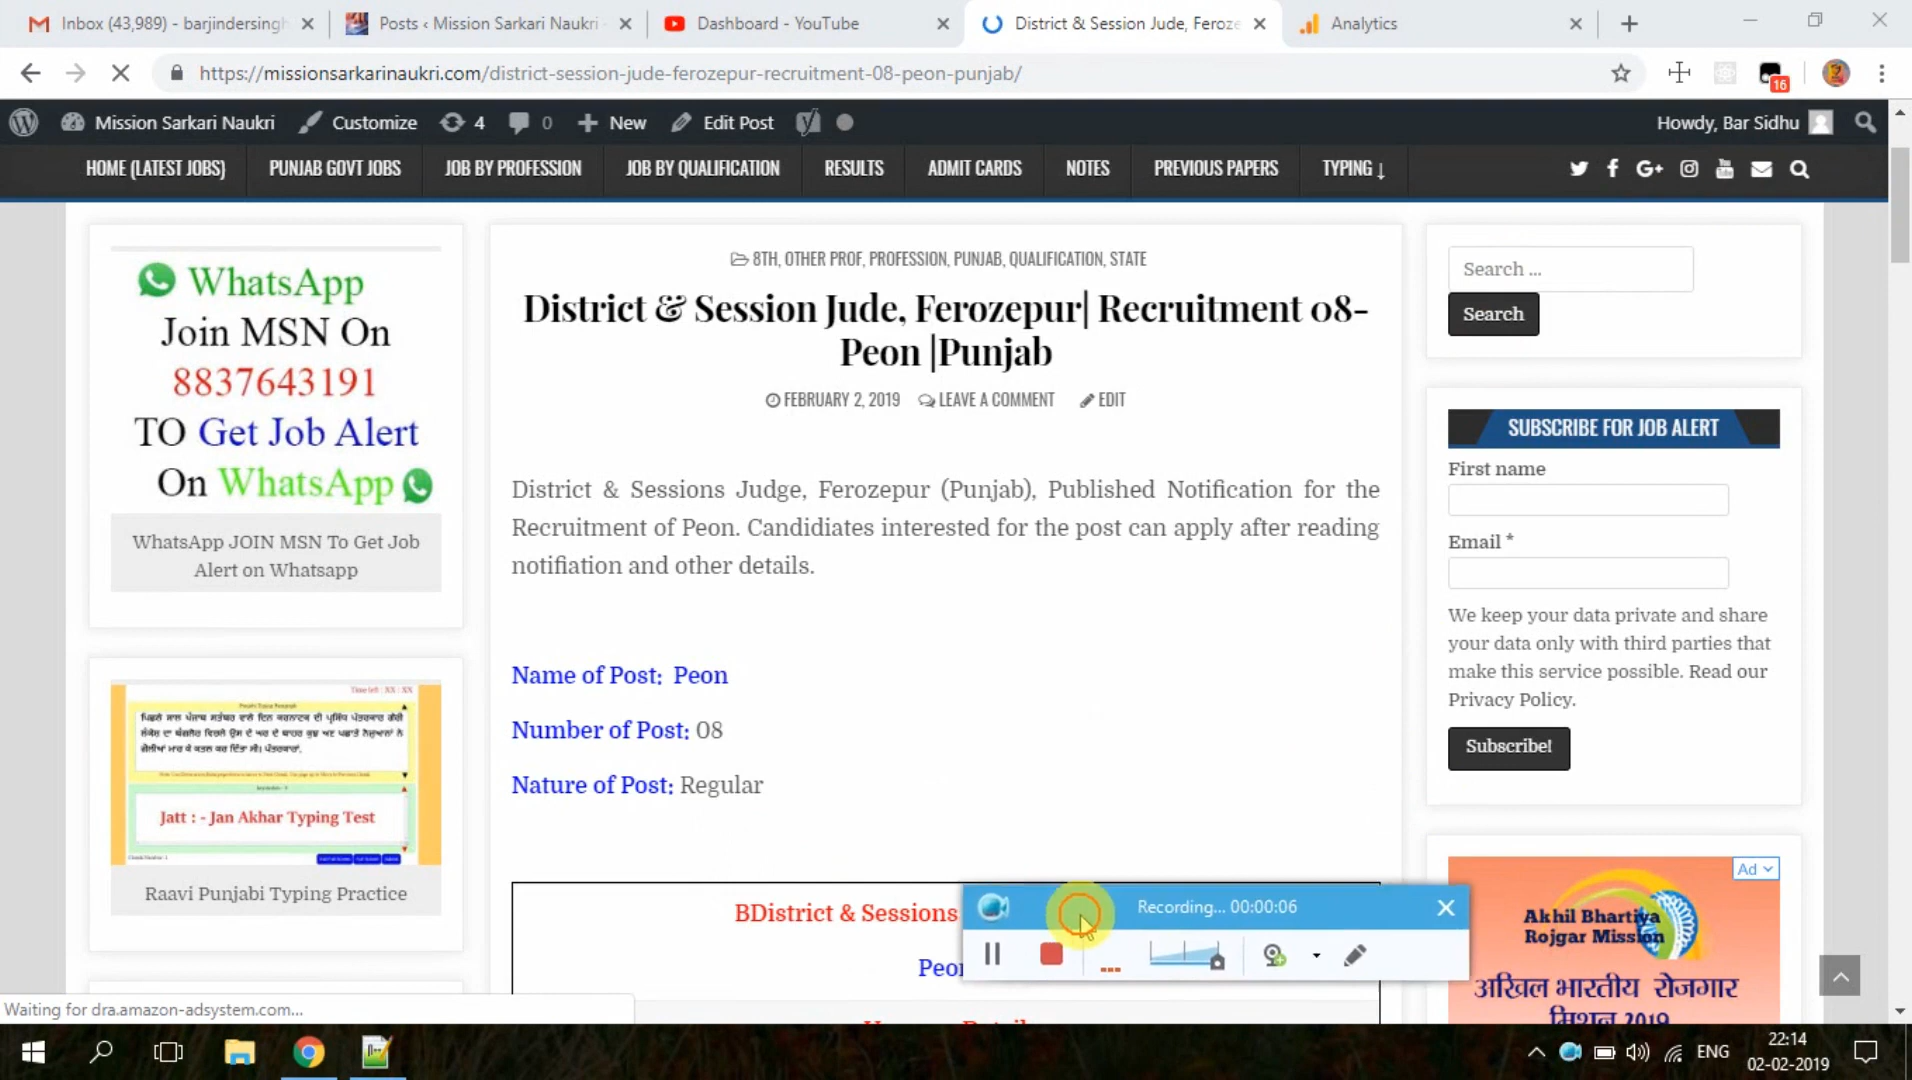 Inbox (43,989) - barjindersingh
Posts ‹ Mission Sarkari Naukri -
Dashboard - YouTube
District & Session Jude, Feroze
Analytics
https://missionsarkarinaukri.com/district-session-jude-ferozepur-recruitment-08-peon-punjab/
16
Mission Sarkari Naukri
Customize
4
0
New
Edit Post
Howdy, Bar Sidhu
HOME (LATEST JOBS)
PUNJAB GOVT JOBS
JOB BY PROFESSION
JOB BY QUALIFICATION
RESULTS
ADMIT CARDS
NOTES
PREVIOUS PAPERS
TYPING ↓
WhatsApp
Join MSN On
8837643191
TO Get Job Alert
On WhatsApp
WhatsApp JOIN MSN To Get Job
Alert on Whatsapp
Jatt : - Jan Akhar Typing Test
Raavi Punjabi Typing Practice
8TH, OTHER PROF, PROFESSION, PUNJAB, QUALIFICATION, STATE
District & Session Jude, Ferozepur| Recruitment 08-
Peon |Punjab
FEBRUARY 2, 2019
LEAVE A COMMENT
EDIT
District & Sessions Judge, Ferozepur (Punjab), Published Notification for the
Recruitment of Peon. Candidiates interested for the post can apply after reading
notifiation and other details.
Name of Post: Peon
Number of Post: 08
Nature of Post: Regular
BDistrict & Sessions
Recording... 00:00:06
Search ...
Search
SUBSCRIBE FOR JOB ALERT
First name
Email *
We keep your data private and share
your data only with third parties that
make this service possible. Read our
Privacy Policy.
Subscribe!
Ad
Akhil Bhartiya
Rojgar Mission
अखिल भारतीय रोजगार
मिशन 2019
Waiting for dra.amazon-adsystem.com...
ENG
22:14
02-02-2019